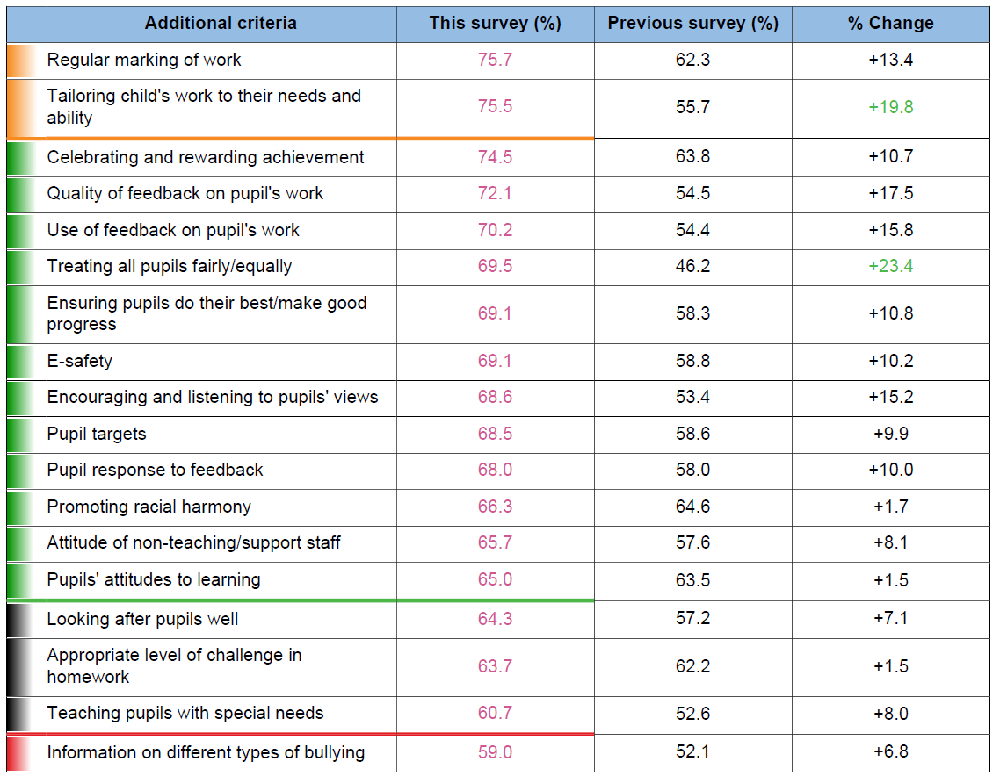 Additional criteria This survey (%) Previous survey (%) % Change
Regular marking of work 75.7 62.3 +13.4
Tailoring child's work to their needs and
ability 75.5 55.7 +19.8
Celebrating and rewarding achievement 74.5 63.8 +10.7
Quality of feedback on pupil's work 72.1 54.5 +17.5
Use of feedback on pupil's work 70.2 54.4 +15.8
Treating all pupils fairly/equally 69.5 46.2 +23.4
Ensuring pupils do their best/make good
progress 69.1 58.3 +10.8
E-safety 69.1 58.8 +10.2
Encouraging and listening to pupils' views 68.6 53.4 +15.2
Pupil targets 68.5 58.6 +9.9
Pupil response to feedback 68.0 58.0 +10.0
Promoting racial harmony 66.3 64.6 +1.7
Attitude of non-teaching/support staff 65.7 57.6 +8.1
Pupils' attitudes to learning 65.0 63.5 +1.5
Looking after pupils well 64.3 57.2 +7.1
Appropriate level of challenge in
homework 63.7 62.2 +1.5
Teaching pupils with special needs 60.7 52.6 +8.0
Information on different types of bullying 59.0 52.1 +6.8